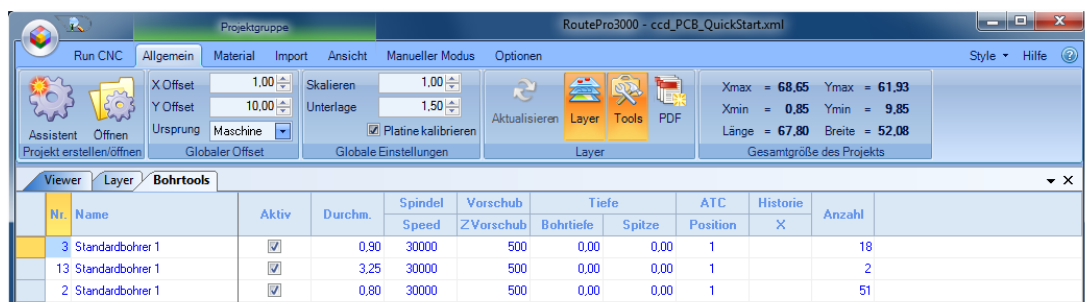 Projektgruppe RoutePro3000 - ccd_PCB_QuickStart.xml
Run CNC Allgemein Material Import Ansicht Manueller Modus Optionen Style Hilfe
X Offset 1,00 Skalieren 1,00 Xmax = 68,65 Ymax = 61,93
Y Offset 10,00 Unterlage 1,50 Xmin = 0,85 Ymin = 9,85
Assistent Öffnen Ursprung Maschine Platine kalibrieren Aktualisieren Layer Tools PDF Länge = 67,80 Breite = 52,08
Projekt erstellen/öffnen Globaler Offset Globale Einstellungen Layer Gesamtgröße des Projekts
Viewer Layer Bohrtools
Nr. Name Aktiv Durchm. Spindel Vorschub Tiefe ATC Historie Anzahl
Speed ZVorschub Bohrtiefe Spitze Position X
3 Standardbohrer 1 0,90 30000 500 0,00 0,00 1 18
13 Standardbohrer 1 3,25 30000 500 0,00 0,00 1 2
2 Standardbohrer 1 0,80 30000 500 0,00 0,00 1 51